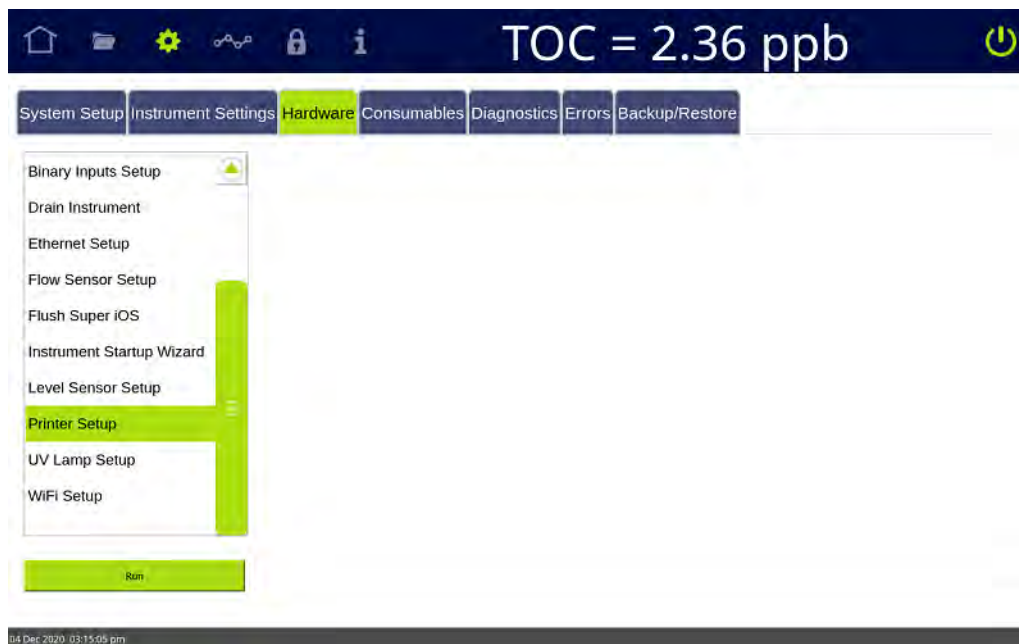 TOC = 2.36 ppb
System Setup Instrument Settings Hardware Consumables Diagnostics Errors Backup/Restore
Binary Inputs Setup
Drain Instrument
Ethernet Setup
Flow Sensor Setup
Flush Super iOS
Instrument Startup Wizard
Level Sensor Setup
Printer Setup
UV Lamp Setup
WiFi Setup
Run
04 Dec 2020 03:15:05 pm